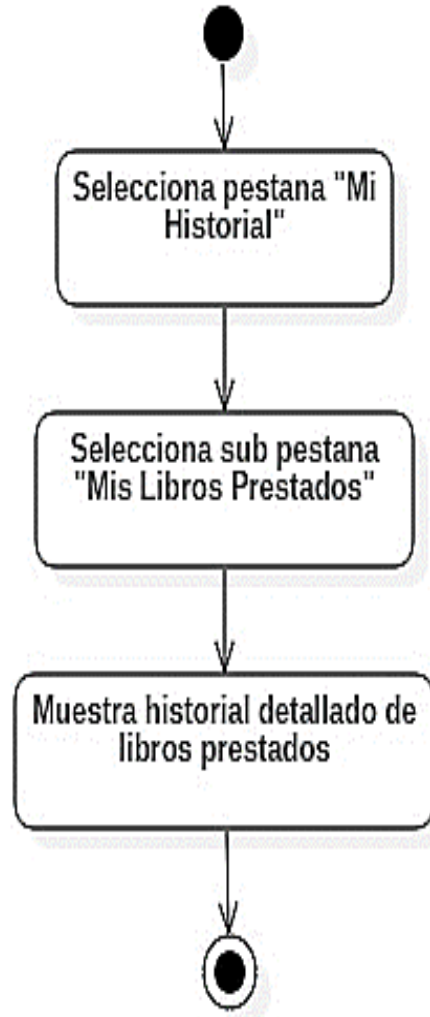 Selecciona pestana "Mi
Historial"
Selecciona sub pestana
"Mis Libros Prestados"
Muestra historial detallado de
libros prestados